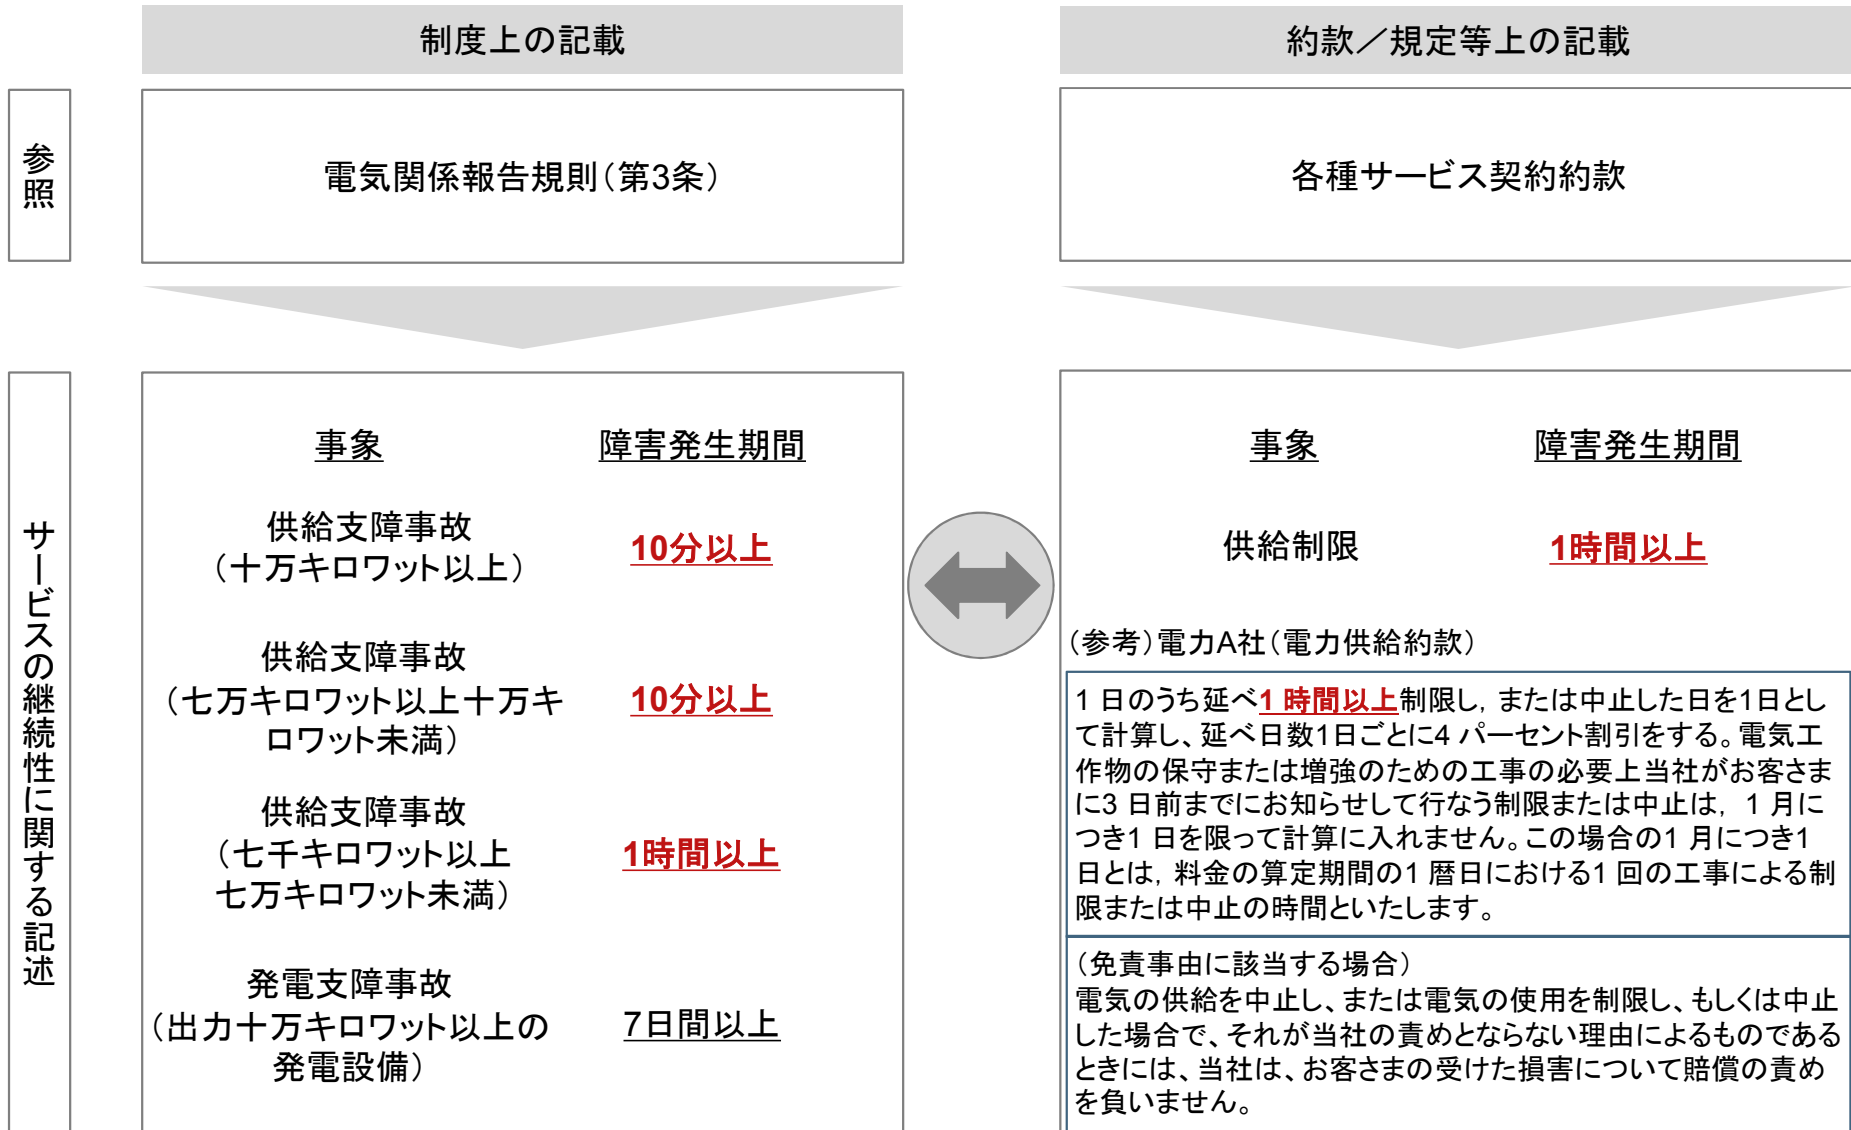 制度上の記載
約款／規定等上の記載
参照
電気関係報告規則（第3条）
各種サービス契約約款
サービスの継続性に関する記述
事象
障害発生期間
供給支障事故
（十万キロワット以上）
10分以上
供給支障事故
（七万キロワット以上十万キ
ロワット未満）
10分以上
供給支障事故
（七千キロワット以上
七万キロワット未満）
1時間以上
発電支障事故
（出力十万キロワット以上の
発電設備）
7日間以上
事象
障害発生期間
供給制限
1時間以上
（参考）電力A社（電力供給約款）
1 日のうち延べ1 時間以上制限し，または中止した日を1日とし
て計算し、延べ日数1日ごとに4 パーセント割引をする。電気工
作物の保守または増強のための工事の必要上当社がお客さま
に3 日前までにお知らせして行なう制限または中止は， 1 月に
つき1 日を限って計算に入れません。この場合の1 月につき1
日とは，料金の算定期間の1 暦日における1 回の工事による制
限または中止の時間といたします。
（免責事由に該当する場合）
電気の供給を中止し、または電気の使用を制限し、もしくは中止
した場合で、それが当社の責めとならない理由によるものである
ときには、当社は、お客さまの受けた損害について賠償の責め
を負いません。